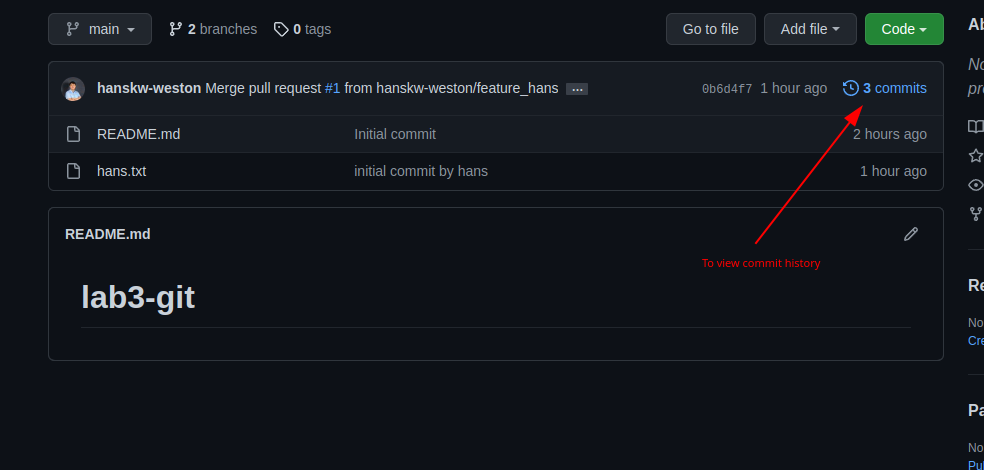 main 2 branches 0 tags Go to file Add file Code
hanskw-weston Merge pull request #1 from hanskw-weston/feature_hans ... 0b6d4f7 1 hour ago 3 commits
README.md Initial commit 2 hours ago
hans.txt initial commit by hans 1 hour ago
README.md
To view commit history
lab3-git
Ab
No
pro
Re
No
Cre
Pa
No
Pu